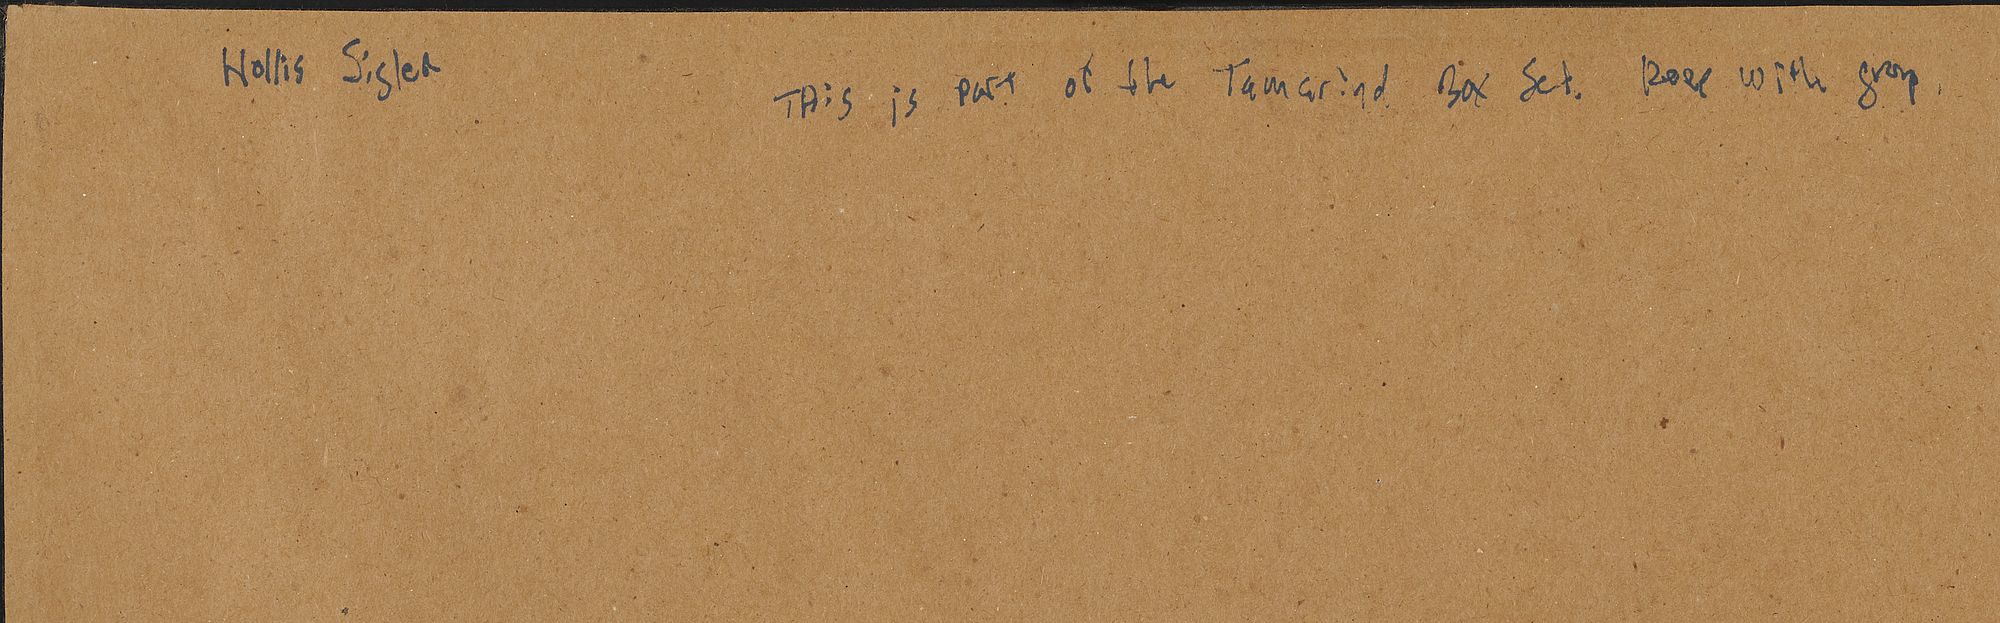 Hollis Sigler
This is part of the Tamarind Box Set. Keep with group.